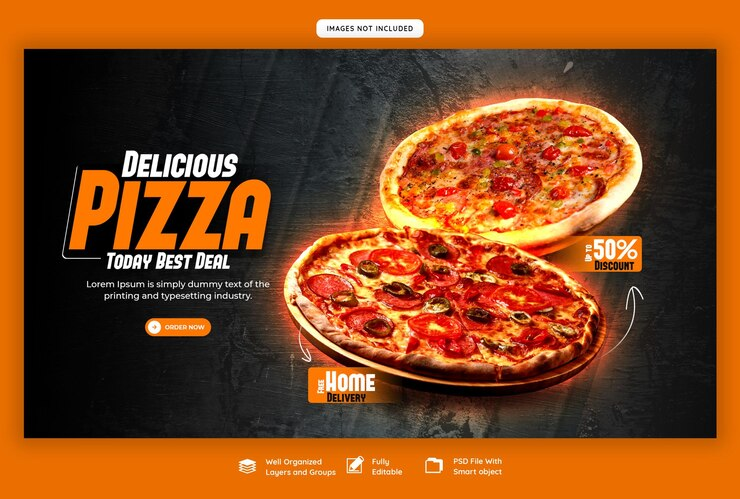 IMAGES NOT INCLUDED
DELICIOUS
PIZZA
TODAY BEST DEAL
Lorem Ipsum is simply dummy text of the
printing and typesetting industry.
ORDER NOW
UP TO 50%
DISCOUNT
FREE HOME
DELIVERY
Well Organized
Layers and Groups
Fully
Editable
PSD File With
Smart object